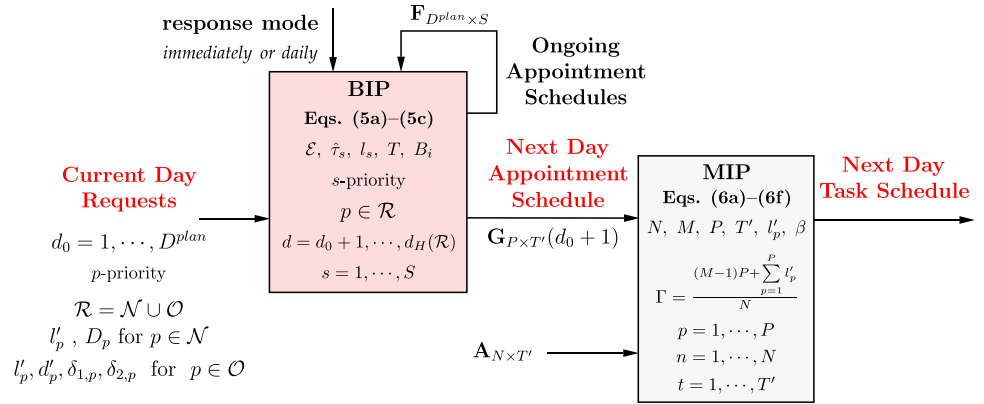 response mode
immediately or daily
F_{D^{plan}×S}
Ongoing
Appointment
Schedules
BIP
Eqs. (5a)–(5c)
ℰ, τ̂_s, l_s, T, B_i
s-priority
p ∈ ℛ
d = d_0 + 1, ⋯, d_H(ℛ)
s = 1, ⋯, S
Current Day
Requests
d_0 = 1, ⋯, D^{plan}
p-priority
ℛ = 𝒩 ∪ 𝒪
l'_p , D_p for p ∈ 𝒩
l'_p, d'_p, δ_{1,p}, δ_{2,p} for p ∈ 𝒪
Next Day
Appointment
Schedule
G_{P×T'}(d_0 + 1)
A_{N×T'}
MIP
Eqs. (6a)–(6f)
N, M, P, T', l'_p, β
Γ = \frac{(M−1)P+\sum_{p=1}^{P} l'_p}{N}
p = 1, ⋯, P
n = 1, ⋯, N
t = 1, ⋯, T'
Next Day
Task Schedule